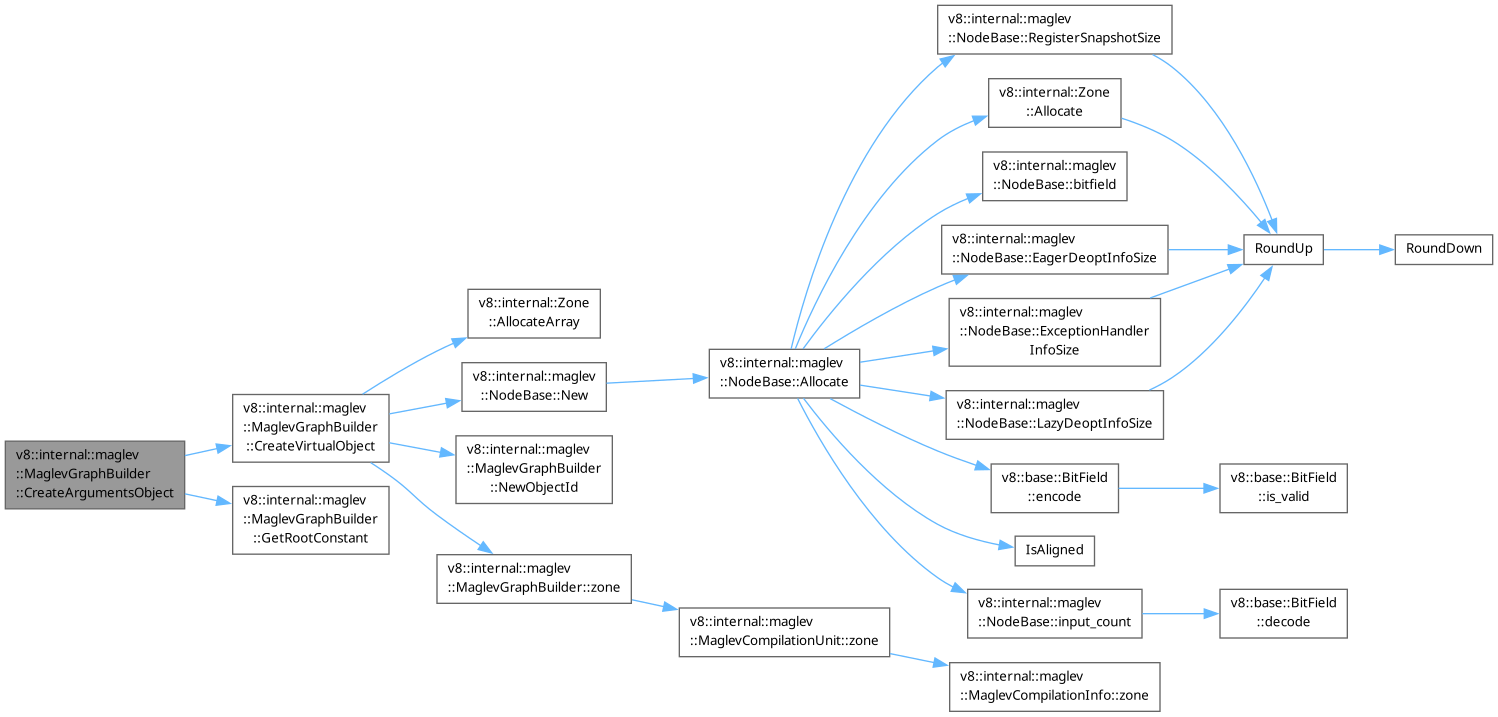 v8::internal::maglev
::MaglevGraphBuilder
::CreateArgumentsObject
v8::internal::maglev
::MaglevGraphBuilder
::CreateVirtualObject
v8::internal::maglev
::MaglevGraphBuilder
::GetRootConstant
v8::internal::Zone
::AllocateArray
v8::internal::maglev
::NodeBase::New
v8::internal::maglev
::MaglevGraphBuilder
::NewObjectId
v8::internal::maglev
::MaglevGraphBuilder::zone
v8::internal::maglev
::NodeBase::Allocate
v8::internal::maglev
::MaglevCompilationUnit::zone
v8::internal::maglev
::NodeBase::RegisterSnapshotSize
v8::internal::Zone
::Allocate
v8::internal::maglev
::NodeBase::bitfield
v8::internal::maglev
::NodeBase::EagerDeoptInfoSize
v8::internal::maglev
::NodeBase::ExceptionHandler
InfoSize
v8::internal::maglev
::NodeBase::LazyDeoptInfoSize
v8::base::BitField
::encode
IsAligned
v8::internal::maglev
::NodeBase::input_count
v8::internal::maglev
::MaglevCompilationInfo::zone
RoundUp
v8::base::BitField
::is_valid
v8::base::BitField
::decode
RoundDown